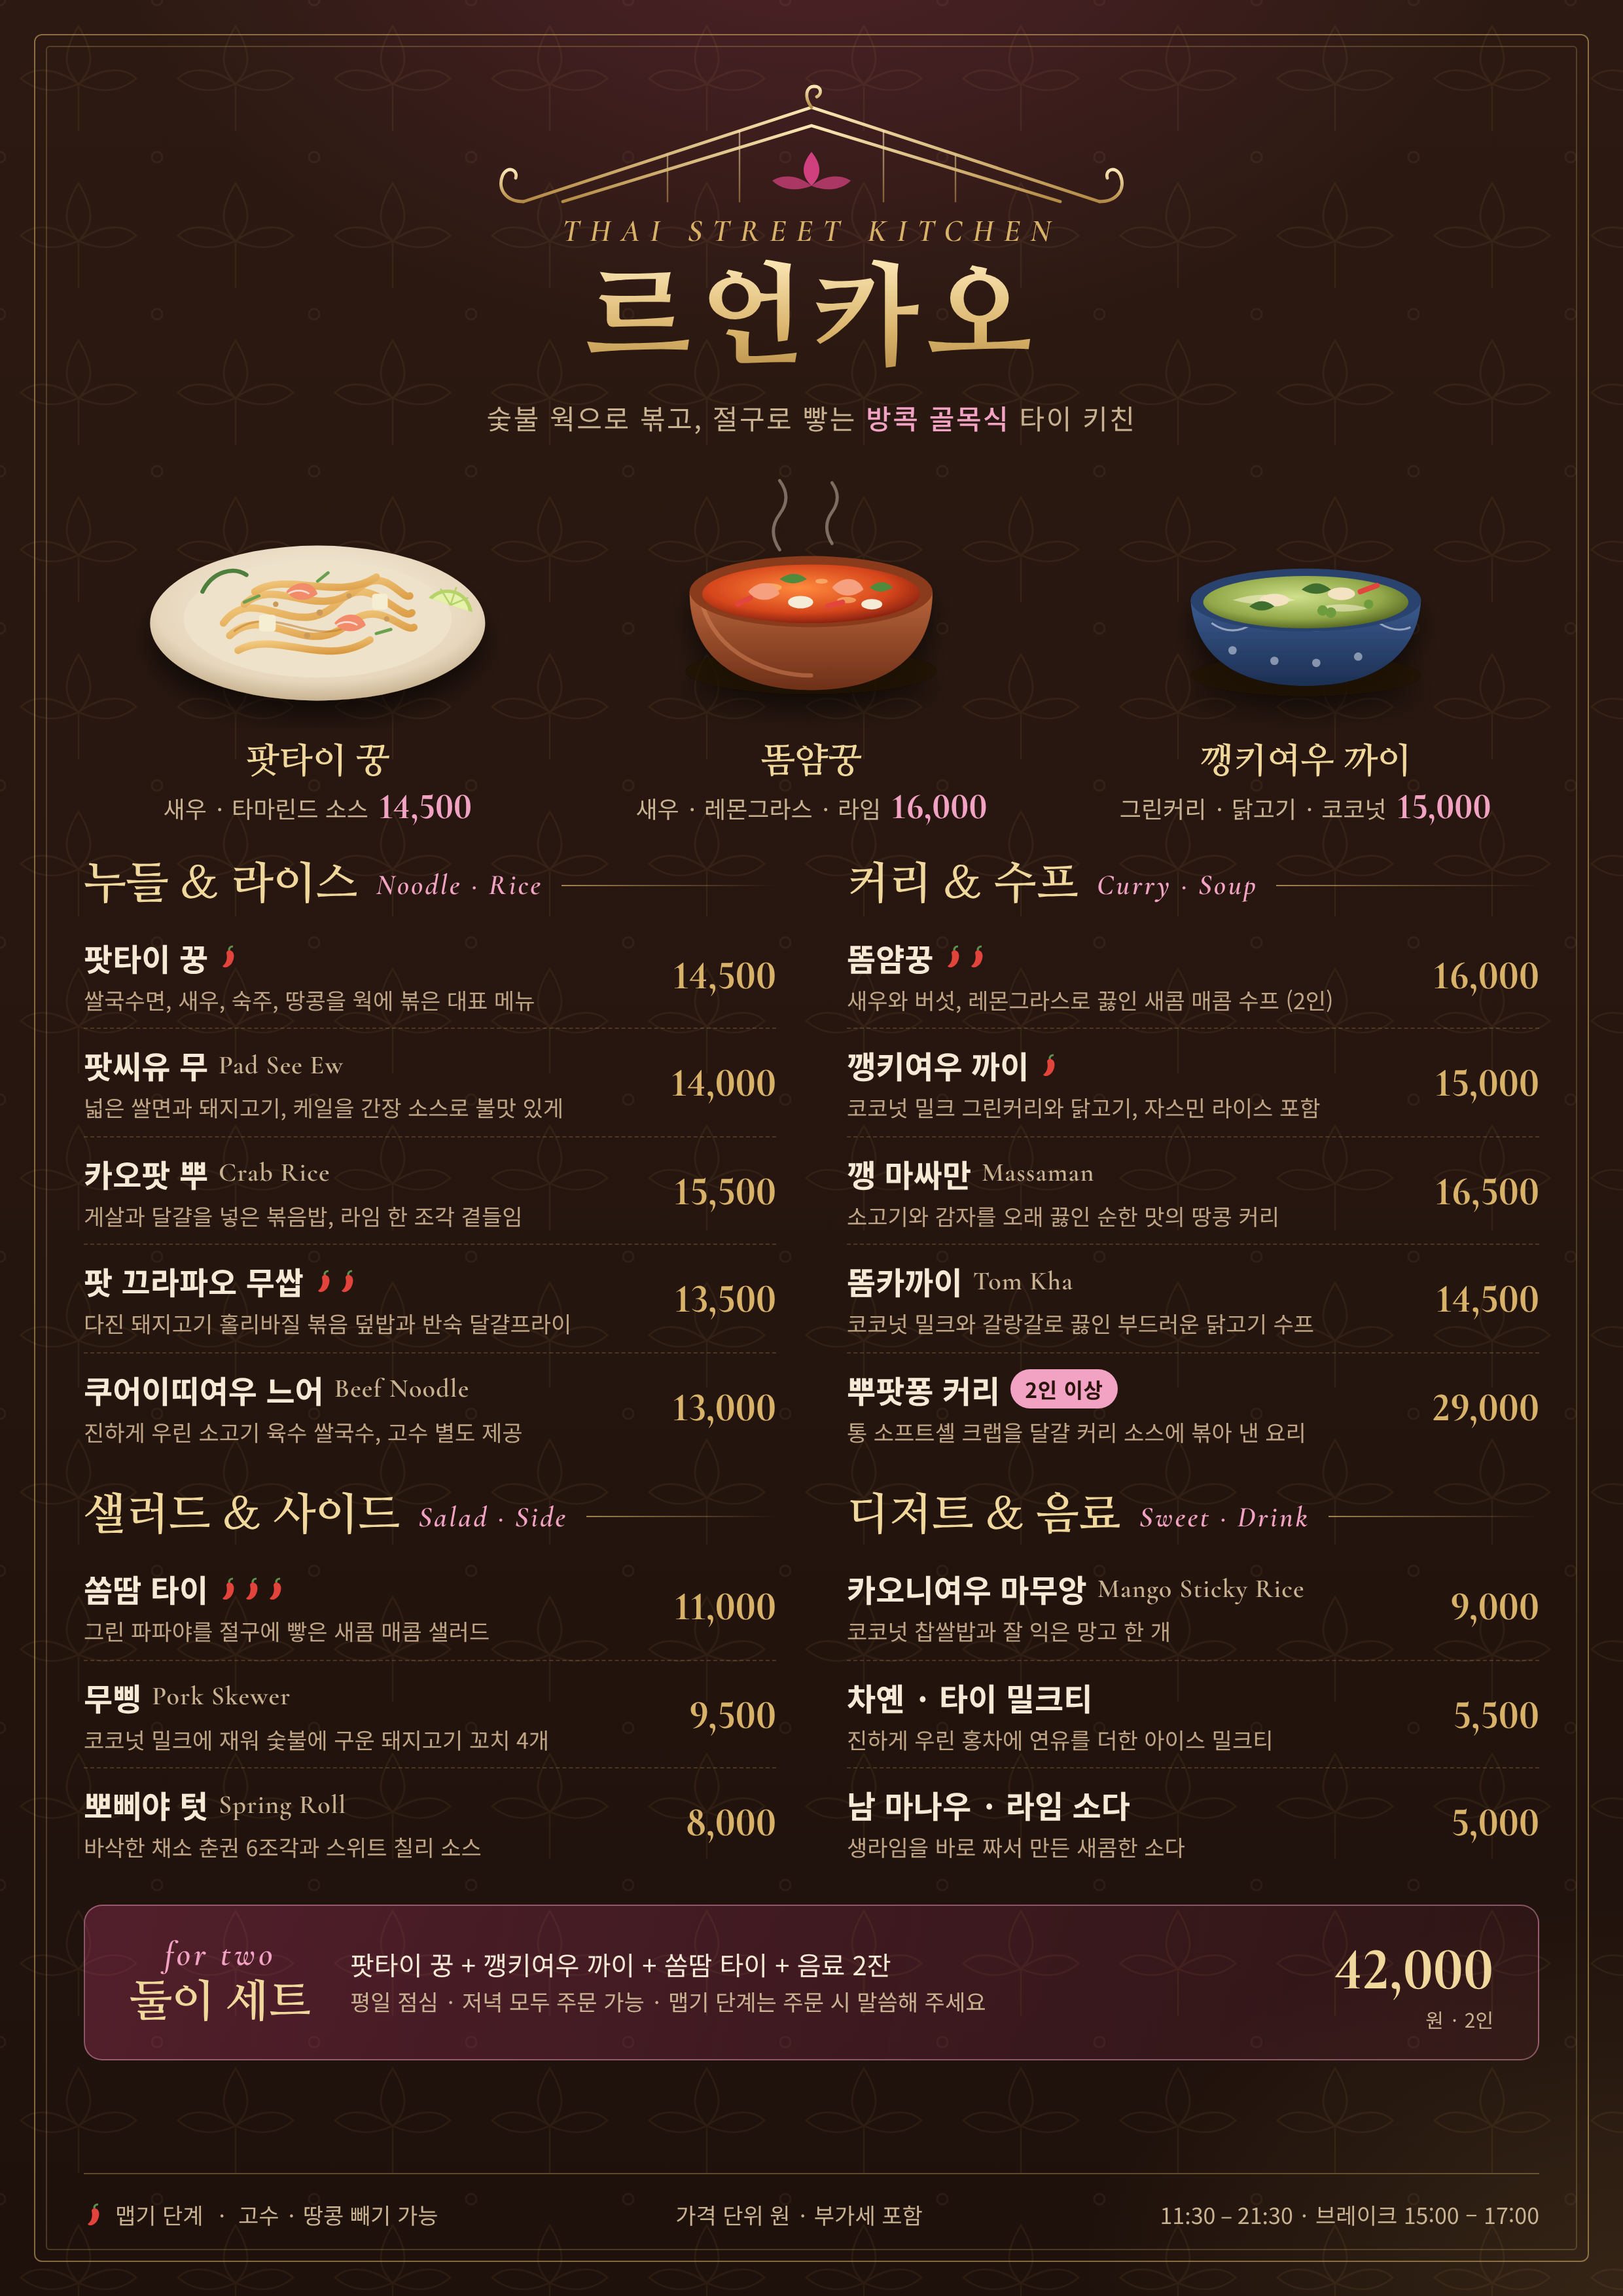 THAI STREET KITCHEN
르언카오
숯불 웍으로 볶고, 절구로 빻는 방콕 골목식 타이 키친
팟타이 꿍
새우 · 타마린드 소스 14,500
똠얌꿍
새우 · 레몬그라스 · 라임 16,000
깽키여우 까이
그린커리 · 닭고기 · 코코넛 15,000
누들 & 라이스 Noodle · Rice
팟타이 꿍
14,500
쌀국수면, 새우, 숙주, 땅콩을 웍에 볶은 대표 메뉴
팟씨유 무 Pad See Ew
14,000
넓은 쌀면과 돼지고기, 케일을 간장 소스로 불맛 있게
카오팟 뿌 Crab Rice
15,500
게살과 달걀을 넣은 볶음밥, 라임 한 조각 곁들임
팟 끄라파오 무쌉
13,500
다진 돼지고기 홀리바질 볶음 덮밥과 반숙 달걀프라이
쿠어이띠여우 느어 Beef Noodle
13,000
진하게 우린 소고기 육수 쌀국수, 고수 별도 제공
커리 & 수프 Curry · Soup
똠얌꿍
16,000
새우와 버섯, 레몬그라스로 끓인 새콤 매콤 수프 (2인)
깽키여우 까이
15,000
코코넛 밀크 그린커리와 닭고기, 자스민 라이스 포함
깽 마싸만 Massaman
16,500
소고기와 감자를 오래 끓인 순한 맛의 땅콩 커리
똠카까이 Tom Kha
14,500
코코넛 밀크와 갈랑갈로 끓인 부드러운 닭고기 수프
뿌팟퐁 커리 2인 이상
29,000
통 소프트셸 크랩을 달걀 커리 소스에 볶아 낸 요리
샐러드 & 사이드 Salad · Side
쏨땀 타이
11,000
그린 파파야를 절구에 빻은 새콤 매콤 샐러드
무삥 Pork Skewer
9,500
코코넛 밀크에 재워 숯불에 구운 돼지고기 꼬치 4개
뽀삐야 텃 Spring Roll
8,000
바삭한 채소 춘권 6조각과 스위트 칠리 소스
디저트 & 음료 Sweet · Drink
카오니여우 마무앙 Mango Sticky Rice
9,000
코코넛 찹쌀밥과 잘 익은 망고 한 개
차옌 · 타이 밀크티
5,500
진하게 우린 홍차에 연유를 더한 아이스 밀크티
남 마나우 · 라임 소다
5,000
생라임을 바로 짜서 만든 새콤한 소다
for two
둘이 세트
팟타이 꿍 + 깽키여우 까이 + 쏨땀 타이 + 음료 2잔
평일 점심 · 저녁 모두 주문 가능 · 맵기 단계는 주문 시 말씀해 주세요
42,000
원 · 2인
맵기 단계 · 고수 · 땅콩 빼기 가능
가격 단위 원 · 부가세 포함
11:30 – 21:30 · 브레이크 15:00 – 17:00